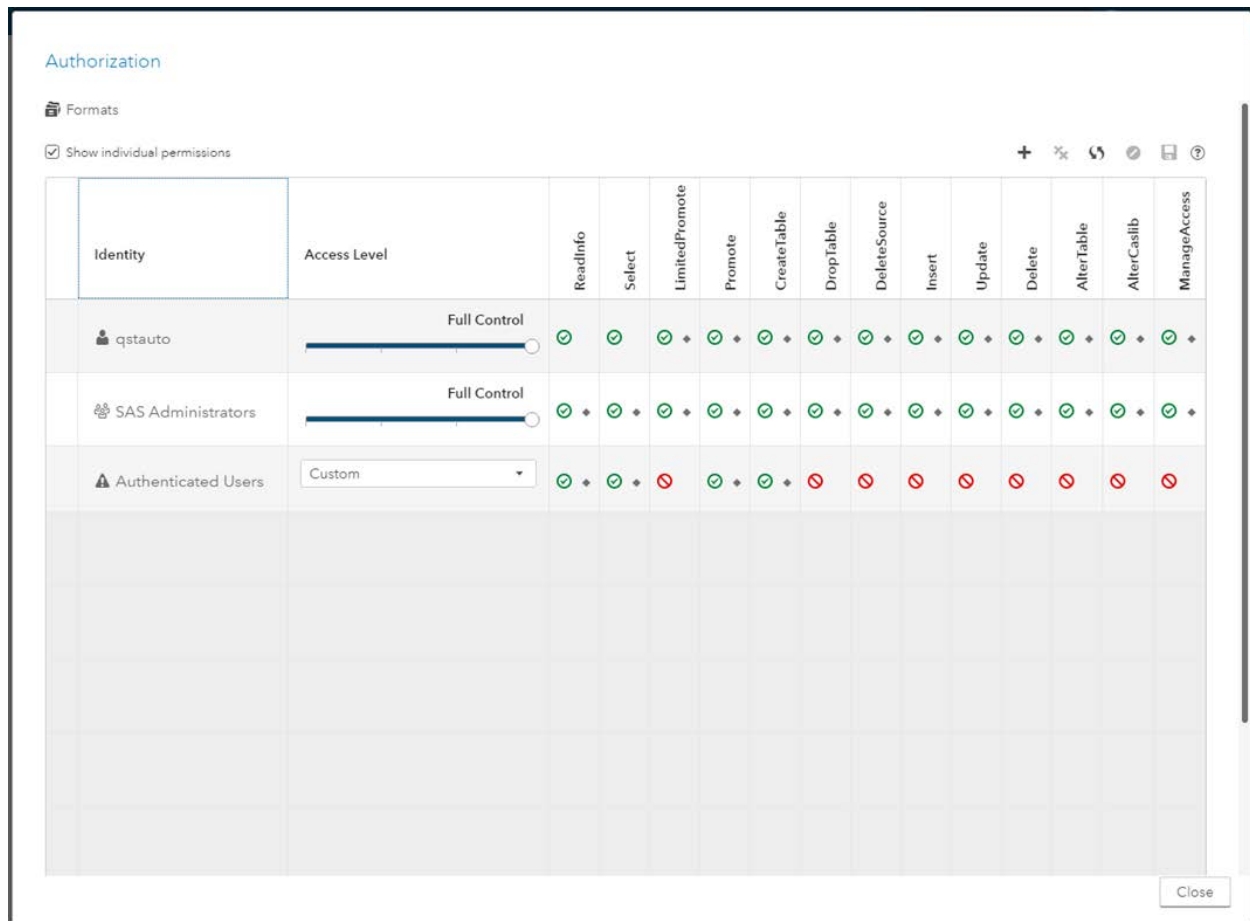 Authorization
Formats
Show individual permissions
Identity
Access Level
ReadInfo
Select
LimitedPromote
Promote
CreateTable
DropTable
DeleteSource
Insert
Update
Delete
AlterTable
AlterCaslib
ManageAccess
qstauto
Full Control
SAS Administrators
Full Control
Authenticated Users
Custom
Close